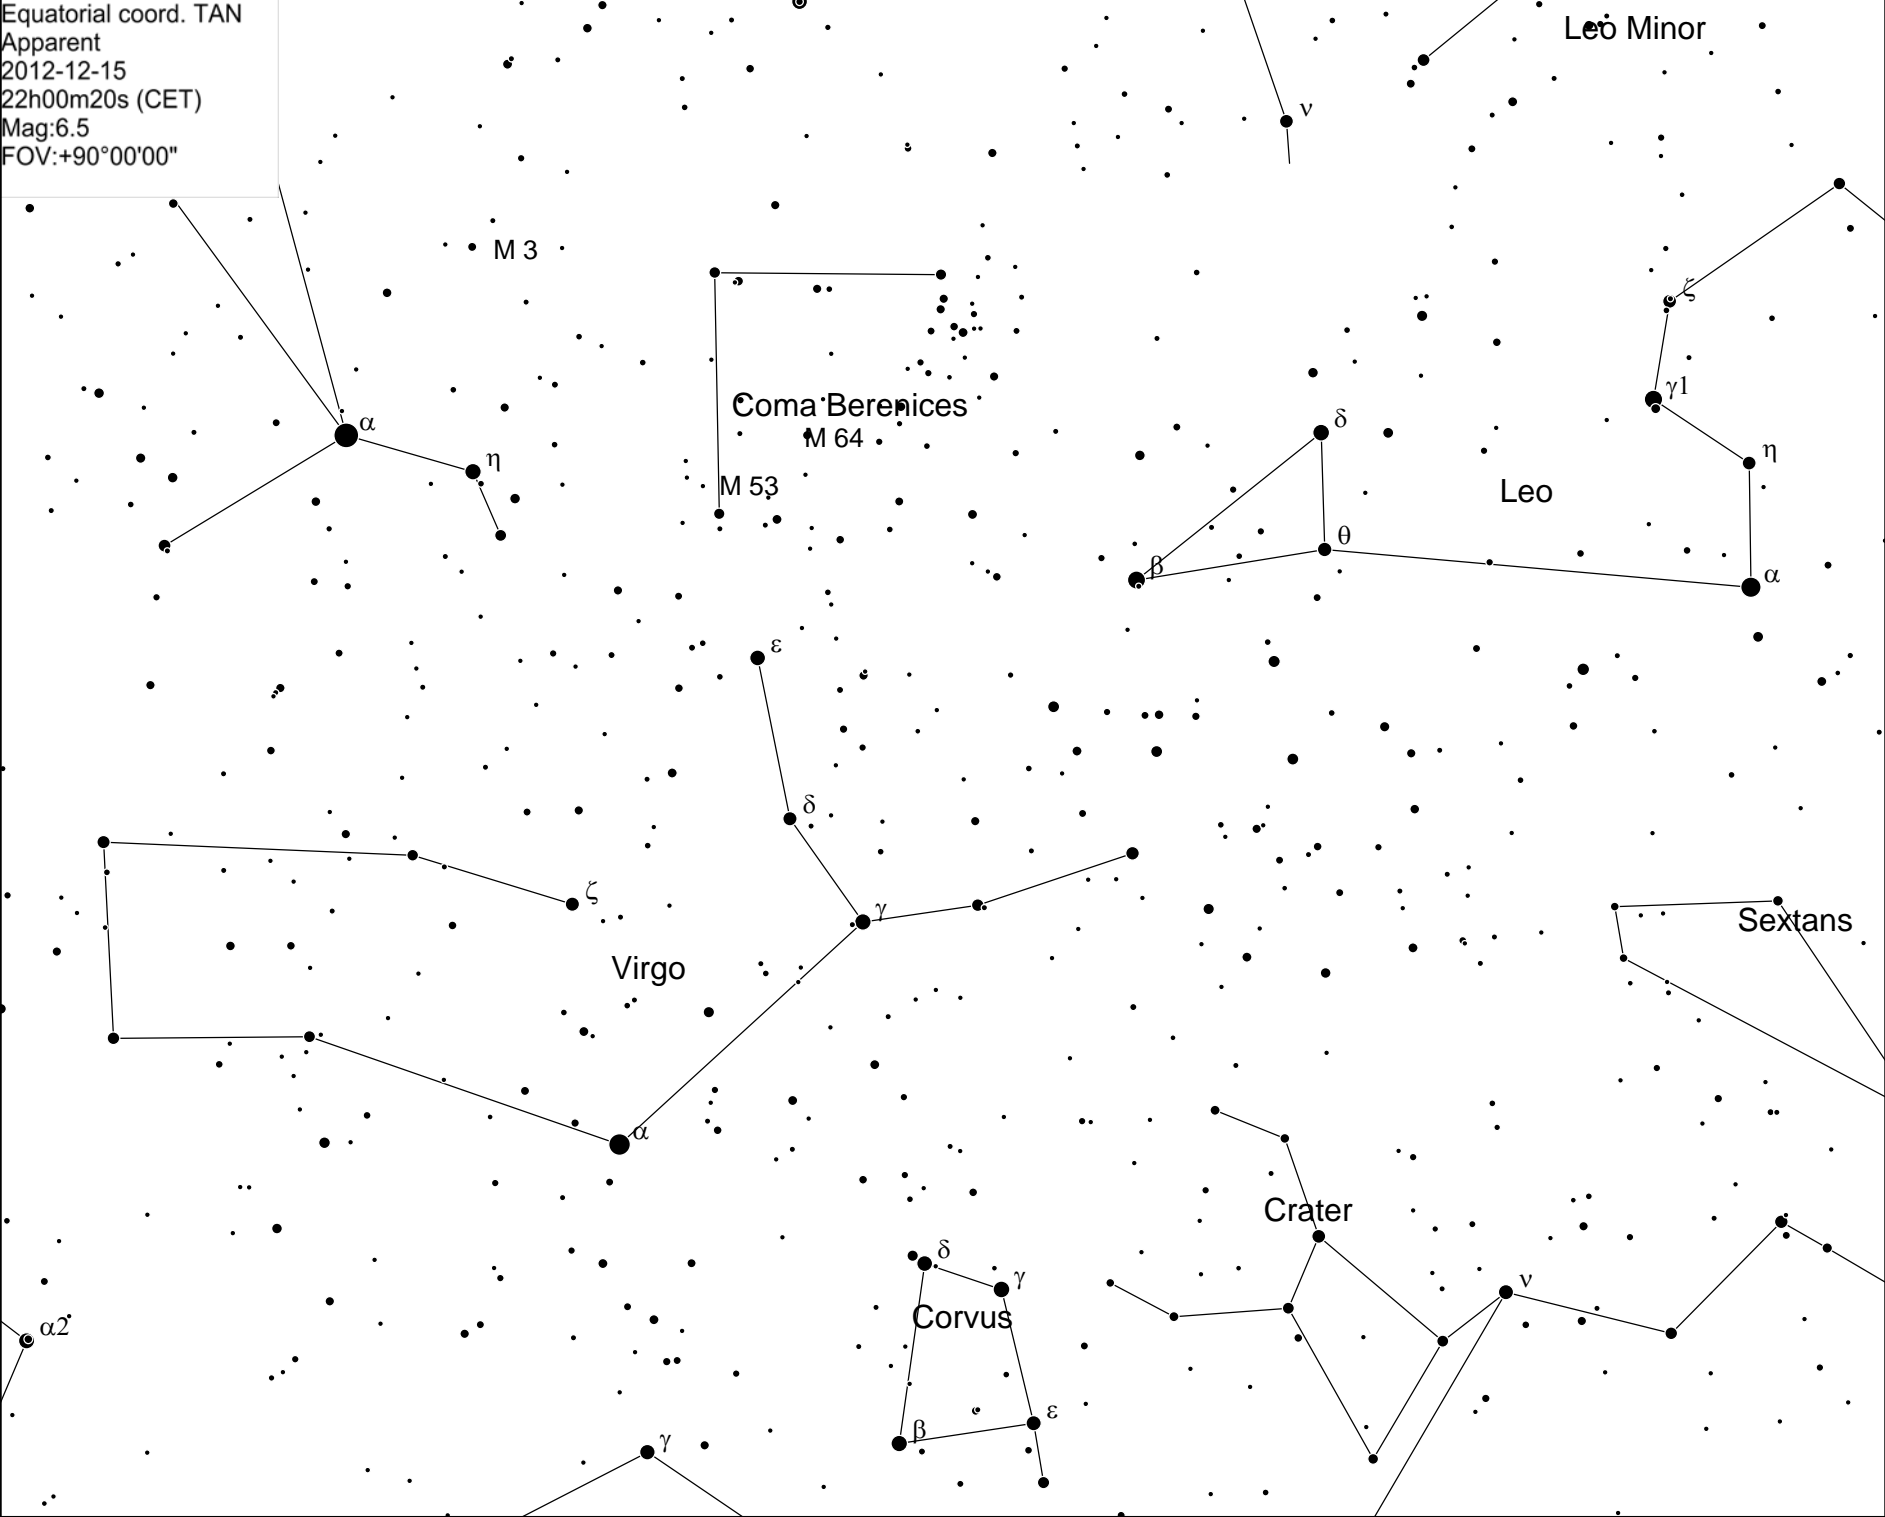 Equatorial coord. TAN
Apparent
2012-12-15
22h00m20s (CET)
Mag:6.5
FOV:+90°00'00"
Leo Minor
ν
M 3
ζ
γ1
Coma Berenices
α
δ
M 64
η
η
M 53
Leo
θ
β
α
ε
δ
ζ
γ
Sextans
Virgo
α
Crater
δ
γ
ν
Corvus
α2
ε
β
γ